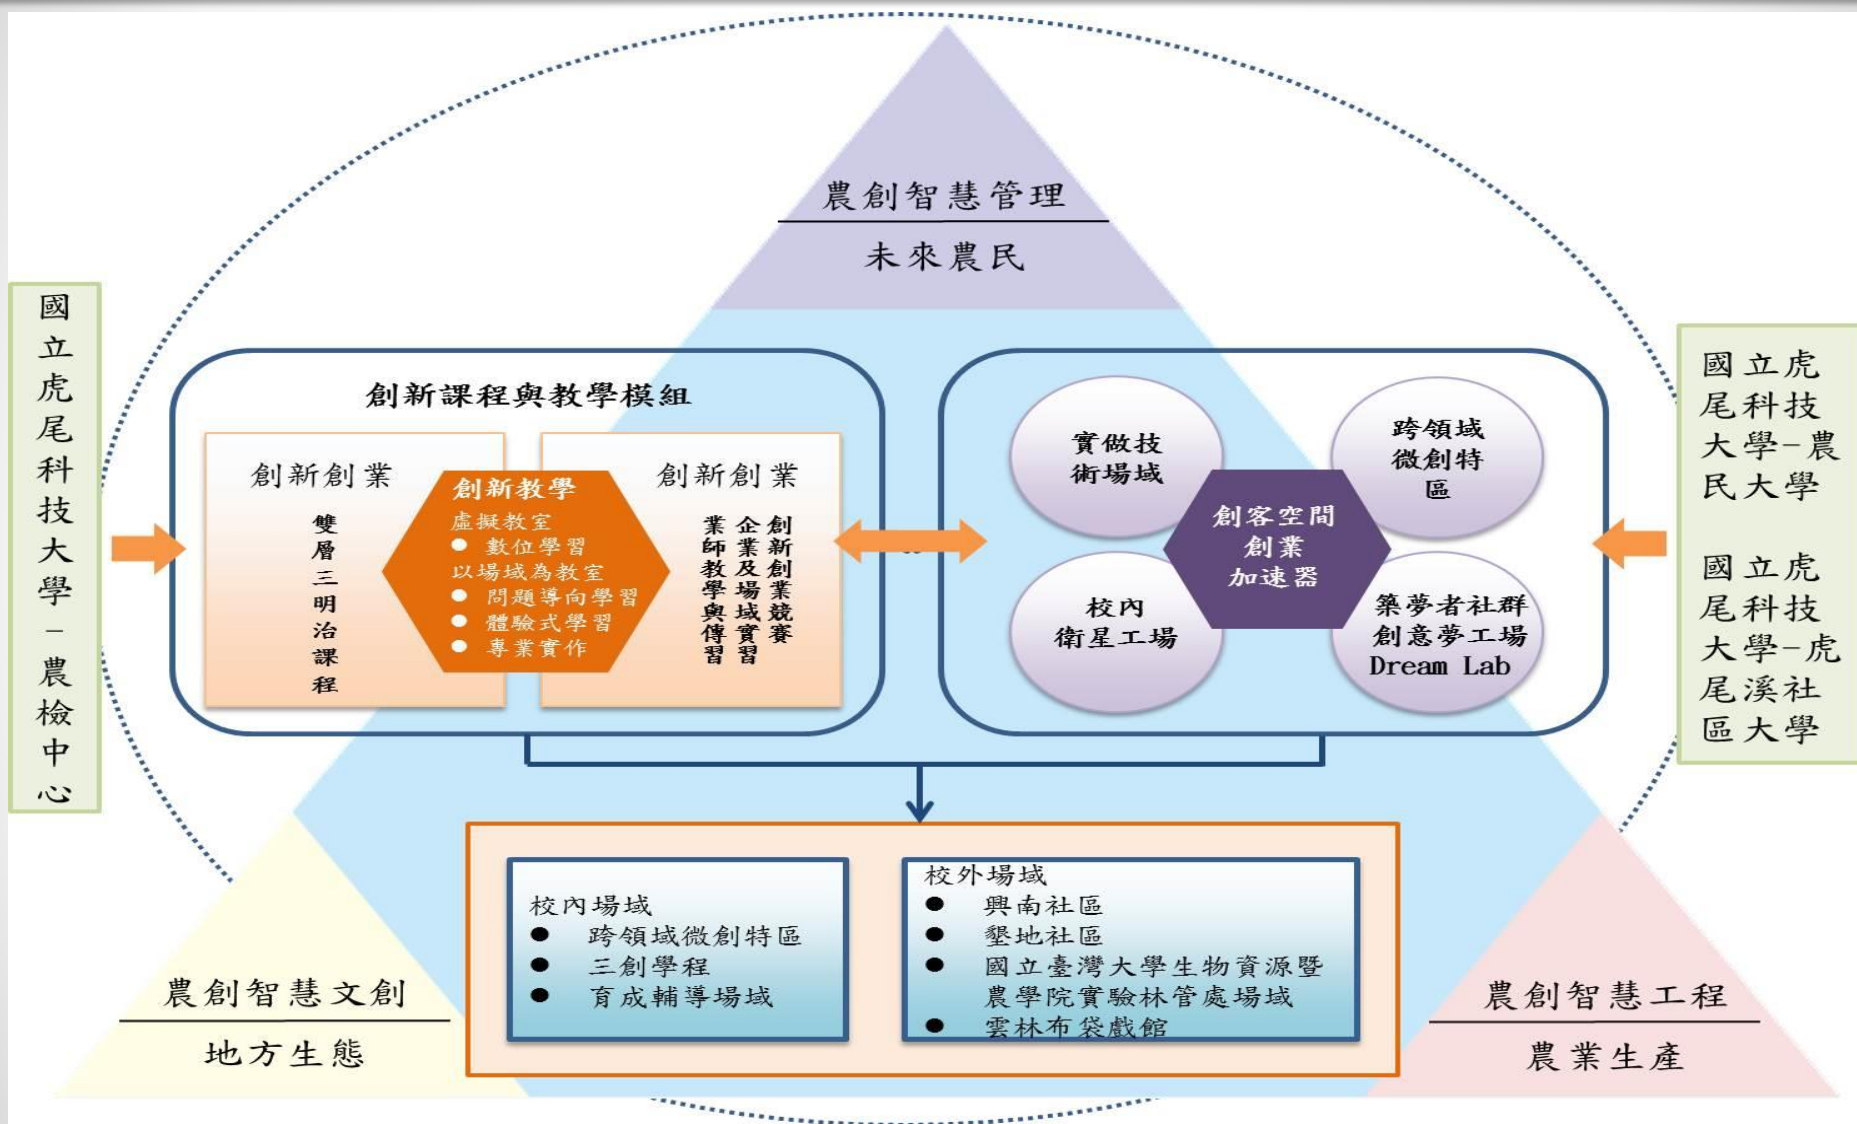 農創智慧管理
未來農民
國立虎尾科技大學-農檢中心
創新課程與教學模組
創新創業
雙層三明治課程
創新教學
虛擬教室
● 數位學習
以場域為教室
● 問題導向學習
● 體驗式學習
● 專業實作
創新創業
創新創業競賽
企業及場域實習
業師教學與傳習
實做技
術場域
跨領域
微創特
區
創客空間
創業
加速器
校內
衛星工場
築夢者社群
創意夢工場
Dream Lab
國立虎
尾科技
大學-農
民大學
國立虎
尾科技
大學-虎
尾溪社
區大學
校內場域
● 跨領域微創特區
● 三創學程
● 育成輔導場域
校外場域
● 興南社區
● 墾地社區
● 國立臺灣大學生物資源暨
農學院實驗林管處場域
● 雲林布袋戲館
農創智慧文創
地方生態
農創智慧工程
農業生產